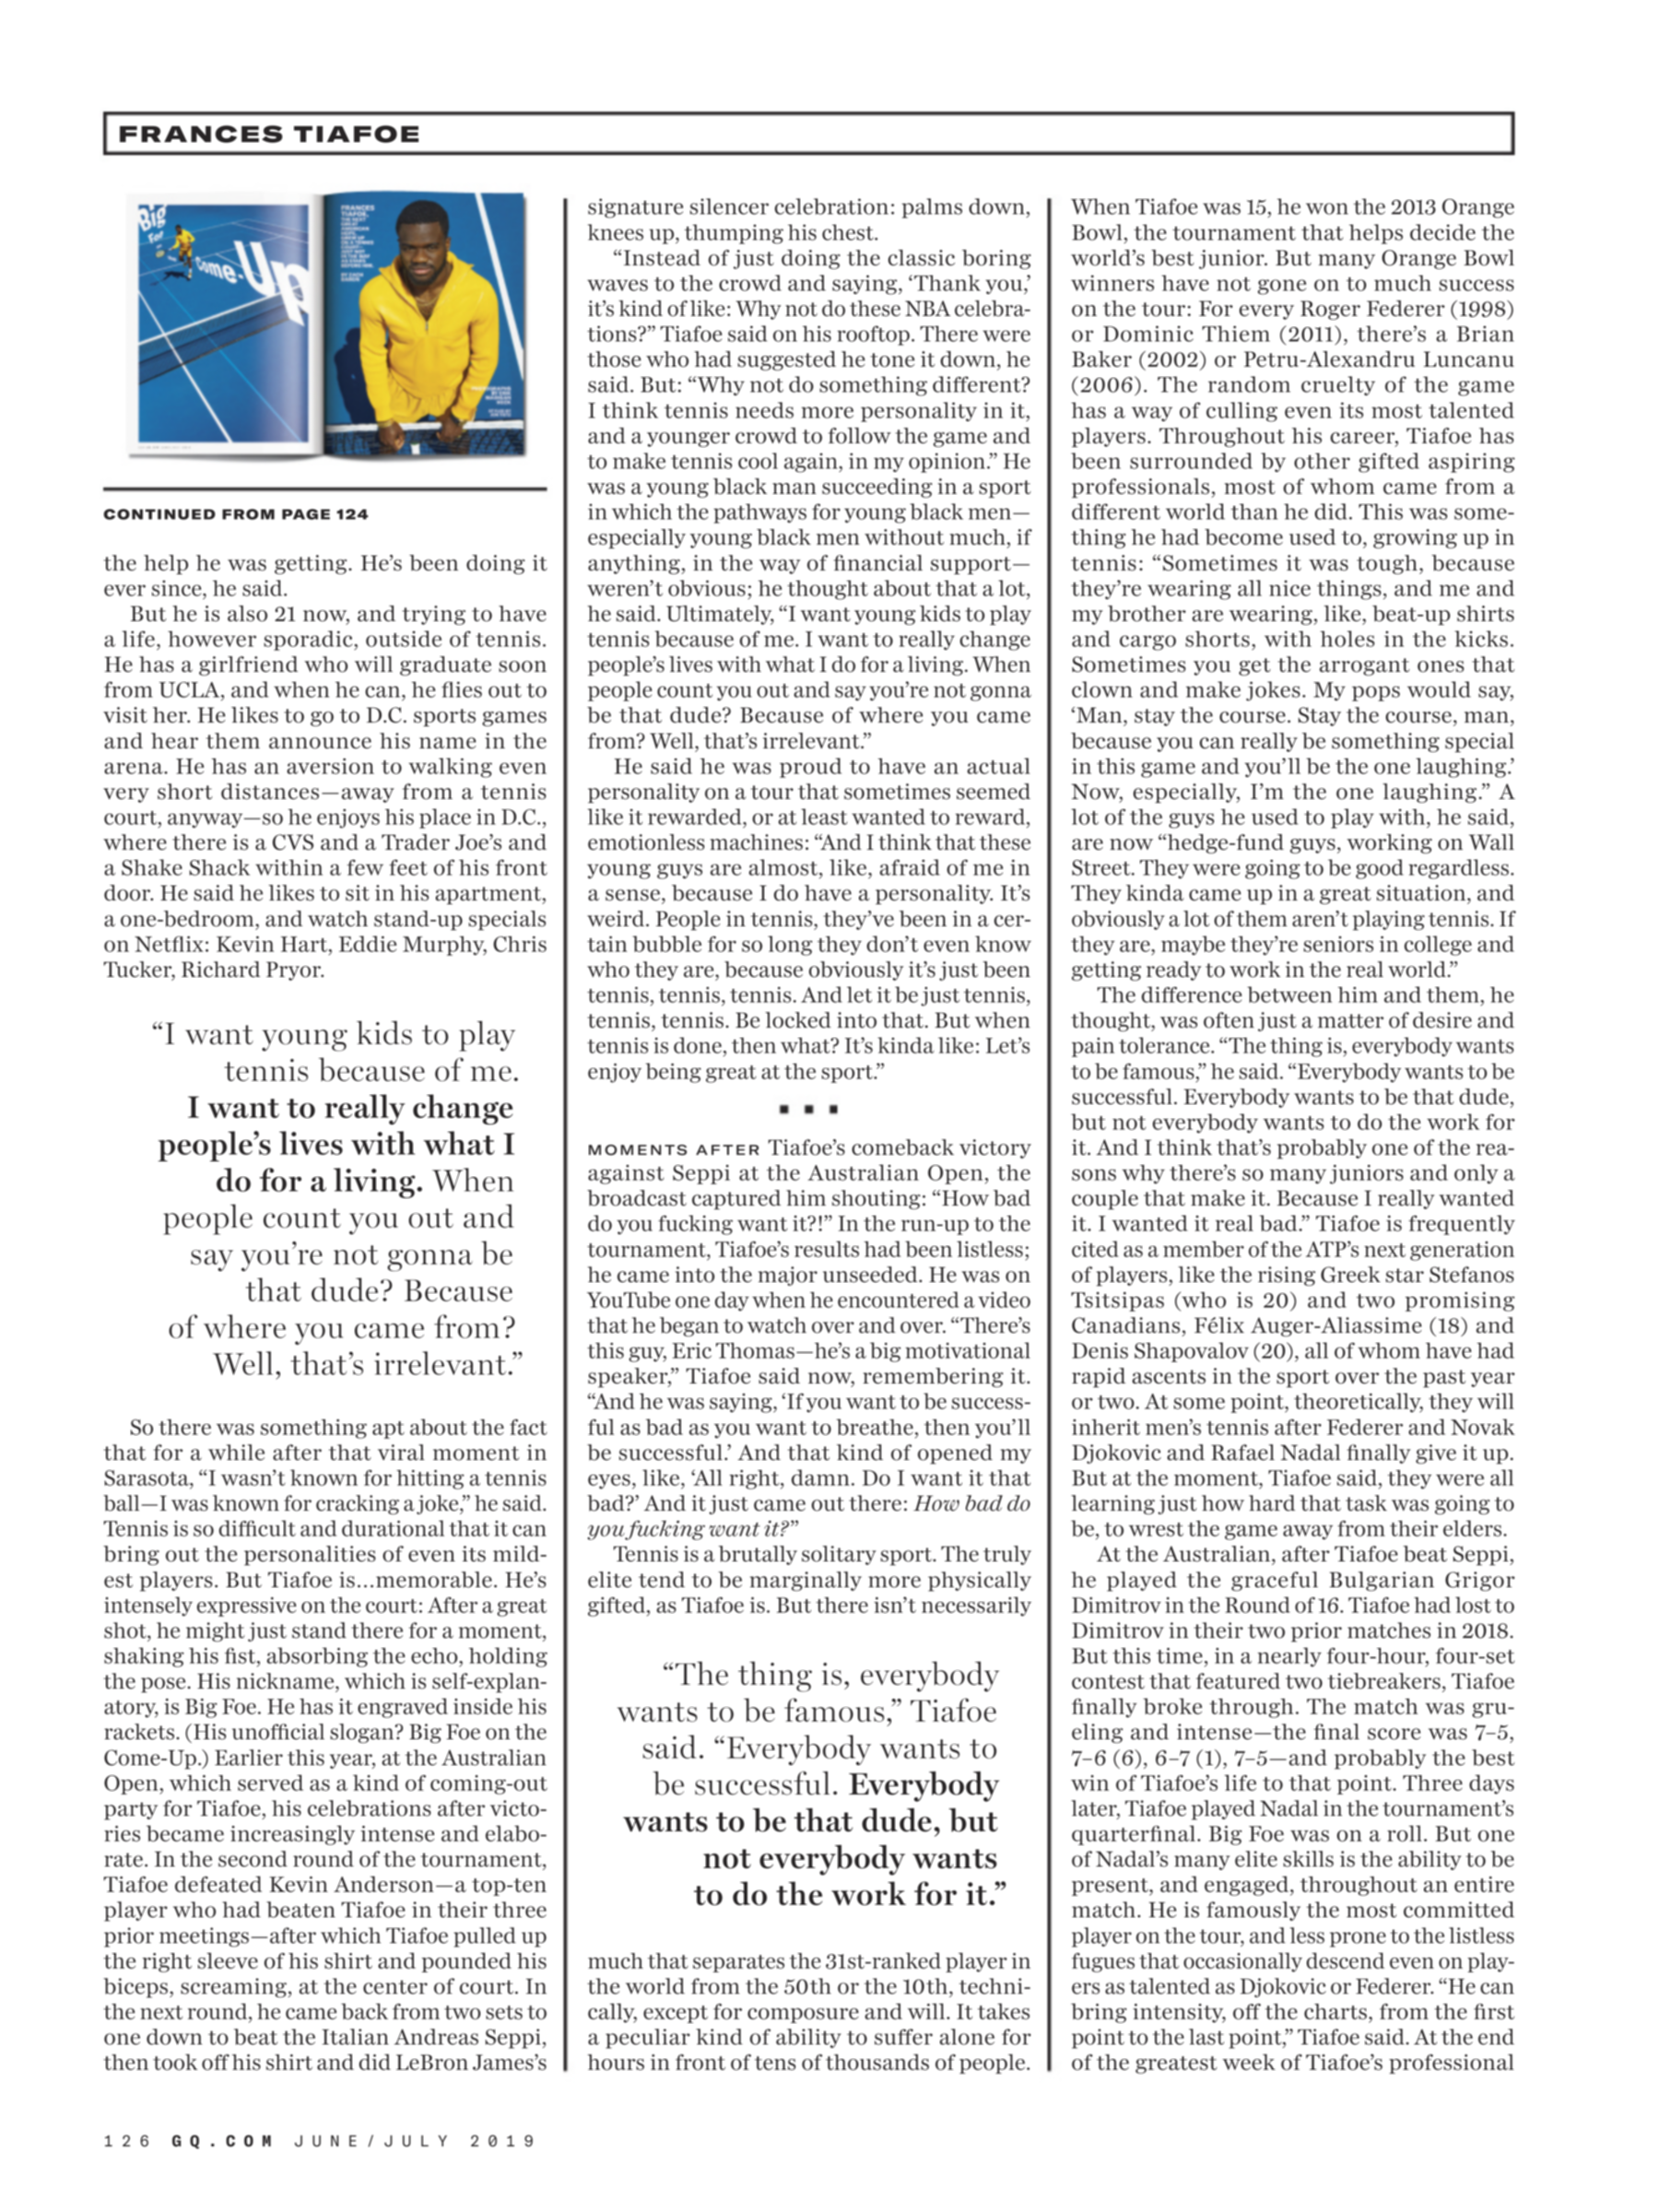 FRANCES TIAFOE
Big
For
Come-Up
FRANCES
TIAFOE,
CONTINUED FROM PAGE 124
the help he was getting. He’s been doing it
ever since, he said.
But he is also 21 now, and trying to have
a life, however sporadic, outside of tennis.
He has a girlfriend who will graduate soon
from UCLA, and when he can, he flies out to
visit her. He likes to go to D.C. sports games
and hear them announce his name in the
arena. He has an aversion to walking even
very short distances—away from a tennis
court, anyway—so he enjoys his place in D.C.,
where there is a CVS and a Trader Joe’s and
a Shake Shack within a few feet of his front
door. He said he likes to sit in his apartment,
a one-bedroom, and watch stand-up specials
on Netflix: Kevin Hart, Eddie Murphy, Chris
Tucker, Richard Pryor.
“I want young kids to play
tennis because of me.
I want to really change
people’s lives with what I
do for a living. When
people count you out and
say you’re not gonna be
that dude? Because
of where you came from?
Well, that’s irrelevant.”
So there was something apt about the fact
that for a while after that viral moment in
Sarasota, “I wasn’t known for hitting a tennis
ball—I was known for cracking a joke,” he said.
Tennis is so difficult and durational that it can
bring out the personalities of even its mild-
est players. But Tiafoe is…memorable. He’s
intensely expressive on the court: After a great
shot, he might just stand there for a moment,
shaking his fist, absorbing the echo, holding
the pose. His nickname, which is self-explan-
atory, is Big Foe. He has it engraved inside his
rackets. (His unofficial slogan? Big Foe on the
Come-Up.) Earlier this year, at the Australian
Open, which served as a kind of coming-out
party for Tiafoe, his celebrations after victo-
ries became increasingly intense and elabo-
rate. In the second round of the tournament,
Tiafoe defeated Kevin Anderson—a top-ten
player who had beaten Tiafoe in their three
prior meetings—after which Tiafoe pulled up
the right sleeve of his shirt and pounded his
biceps, screaming, at the center of court. In
the next round, he came back from two sets to
one down to beat the Italian Andreas Seppi,
then took off his shirt and did LeBron James’s
signature silencer celebration: palms down,
knees up, thumping his chest.
“Instead of just doing the classic boring
waves to the crowd and saying, ‘Thank you,’
it’s kind of like: Why not do these NBA celebra-
tions?” Tiafoe said on his rooftop. There were
those who had suggested he tone it down, he
said. But: “Why not do something different?
I think tennis needs more personality in it,
and a younger crowd to follow the game and
to make tennis cool again, in my opinion.” He
was a young black man succeeding in a sport
in which the pathways for young black men—
especially young black men without much, if
anything, in the way of financial support—
weren’t obvious; he thought about that a lot,
he said. Ultimately, “I want young kids to play
tennis because of me. I want to really change
people’s lives with what I do for a living. When
people count you out and say you’re not gonna
be that dude? Because of where you came
from? Well, that’s irrelevant.”
He said he was proud to have an actual
personality on a tour that sometimes seemed
like it rewarded, or at least wanted to reward,
emotionless machines: “And I think that these
young guys are almost, like, afraid of me in
a sense, because I do have a personality. It’s
weird. People in tennis, they’ve been in a cer-
tain bubble for so long they don’t even know
who they are, because obviously it’s just been
tennis, tennis, tennis. And let it be just tennis,
tennis, tennis. Be locked into that. But when
tennis is done, then what? It’s kinda like: Let’s
enjoy being great at the sport.”
MOMENTS AFTER Tiafoe’s comeback victory
against Seppi at the Australian Open, the
broadcast captured him shouting: “How bad
do you fucking want it?!” In the run-up to the
tournament, Tiafoe’s results had been listless;
he came into the major unseeded. He was on
YouTube one day when he encountered a video
that he began to watch over and over. “There’s
this guy, Eric Thomas—he’s a big motivational
speaker,” Tiafoe said now, remembering it.
“And he was saying, ‘If you want to be success-
ful as bad as you want to breathe, then you’ll
be successful.’ And that kind of opened my
eyes, like, ‘All right, damn. Do I want it that
bad?’ And it just came out there: How bad do
you fucking want it?”
Tennis is a brutally solitary sport. The truly
elite tend to be marginally more physically
gifted, as Tiafoe is. But there isn’t necessarily
“The thing is, everybody
wants to be famous,” Tiafoe
said. “Everybody wants to
be successful. Everybody
wants to be that dude, but
not everybody wants
to do the work for it.”
much that separates the 31st-ranked player in
the world from the 50th or the 10th, techni-
cally, except for composure and will. It takes
a peculiar kind of ability to suffer alone for
hours in front of tens of thousands of people.
When Tiafoe was 15, he won the 2013 Orange
Bowl, the tournament that helps decide the
world’s best junior. But many Orange Bowl
winners have not gone on to much success
on the tour: For every Roger Federer (1998)
or Dominic Thiem (2011), there’s a Brian
Baker (2002) or Petru-Alexandru Luncanu
(2006). The random cruelty of the game
has a way of culling even its most talented
players. Throughout his career, Tiafoe has
been surrounded by other gifted aspiring
professionals, most of whom came from a
different world than he did. This was some-
thing he had become used to, growing up in
tennis: “Sometimes it was tough, because
they’re wearing all nice things, and me and
my brother are wearing, like, beat-up shirts
and cargo shorts, with holes in the kicks.
Sometimes you get the arrogant ones that
clown and make jokes. My pops would say,
‘Man, stay the course. Stay the course, man,
because you can really be something special
in this game and you’ll be the one laughing.’
Now, especially, I’m the one laughing.” A
lot of the guys he used to play with, he said,
are now “hedge-fund guys, working on Wall
Street. They were going to be good regardless.
They kinda came up in a great situation, and
obviously a lot of them aren’t playing tennis. If
they are, maybe they’re seniors in college and
getting ready to work in the real world.”
The difference between him and them, he
thought, was often just a matter of desire and
pain tolerance. “The thing is, everybody wants
to be famous,” he said. “Everybody wants to be
successful. Everybody wants to be that dude,
but not everybody wants to do the work for
it. And I think that’s probably one of the rea-
sons why there’s so many juniors and only a
couple that make it. Because I really wanted
it. I wanted it real bad.” Tiafoe is frequently
cited as a member of the ATP’s next generation
of players, like the rising Greek star Stefanos
Tsitsipas (who is 20) and two promising
Canadians, Félix Auger-Aliassime (18) and
Denis Shapovalov (20), all of whom have had
rapid ascents in the sport over the past year
or two. At some point, theoretically, they will
inherit men’s tennis after Federer and Novak
Djokovic and Rafael Nadal finally give it up.
But at the moment, Tiafoe said, they were all
learning just how hard that task was going to
be, to wrest the game away from their elders.
At the Australian, after Tiafoe beat Seppi,
he played the graceful Bulgarian Grigor
Dimitrov in the Round of 16. Tiafoe had lost to
Dimitrov in their two prior matches in 2018.
But this time, in a nearly four-hour, four-set
contest that featured two tiebreakers, Tiafoe
finally broke through. The match was gru-
eling and intense—the final score was 7–5,
7–6 (6), 6–7 (1), 7–5—and probably the best
win of Tiafoe’s life to that point. Three days
later, Tiafoe played Nadal in the tournament’s
quarterfinal. Big Foe was on a roll. But one
of Nadal’s many elite skills is the ability to be
present, and engaged, throughout an entire
match. He is famously the most committed
player on the tour, and less prone to the listless
fugues that occasionally descend even on play-
ers as talented as Djokovic or Federer. “He can
bring intensity, off the charts, from the first
point to the last point,” Tiafoe said. At the end
of the greatest week of Tiafoe’s professional
126 GQ.COM JUNE/JULY 2019